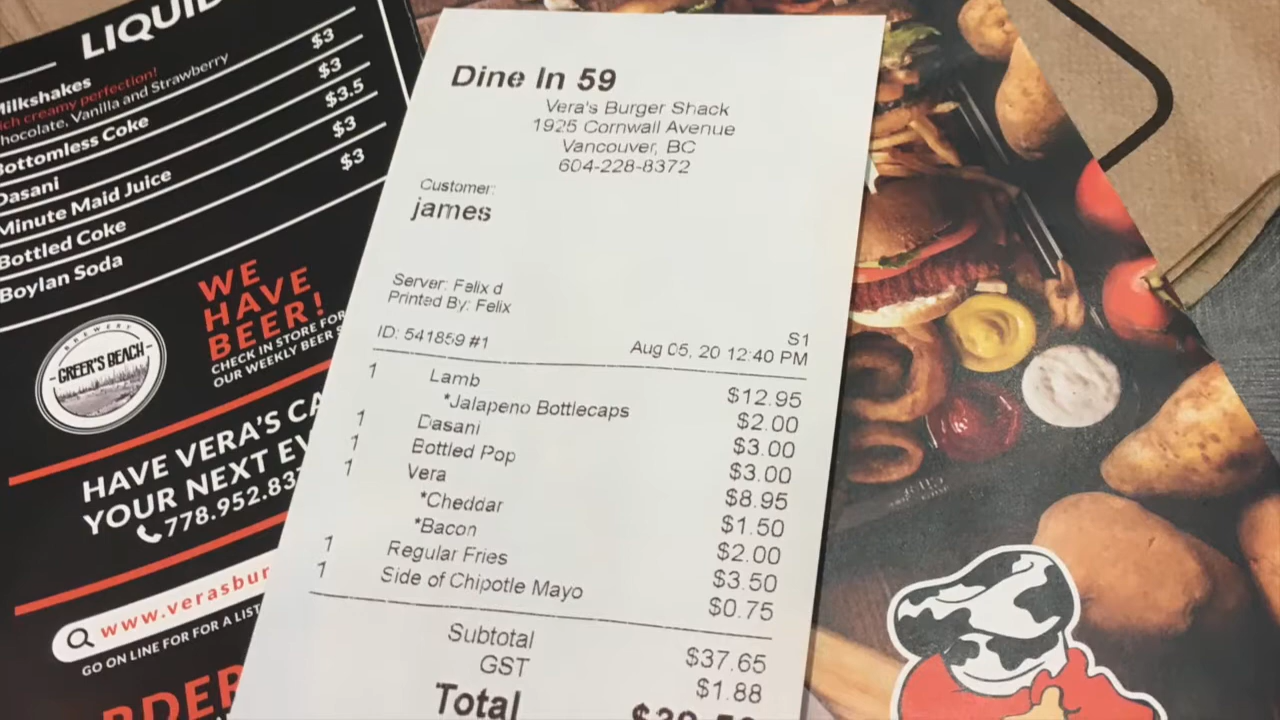 LIQUID
Milkshakes $3
rich creamy perfection!
Chocolate, Vanilla and Strawberry
Bottomless Coke $3
Dasani $3.5
Minute Maid Juice $3
Bottled Coke $3
Boylan Soda
WE
HAVE
BEER!
CHECK IN STORE FOR
OUR WEEKLY BEER
BREWERY
- GREER'S BEACH -
HAVE VERA'S CA
YOUR NEXT EV
778.952.83
www.verasbur
GO ON LINE FOR FOR A LIST
RDER
Dine In 59
Vera's Burger Shack
1925 Cornwall Avenue
Vancouver, BC
604-228-8372
Customer:
james
Server: Felix d
Printed By: Felix
S1
ID: 541859 #1 Aug 05, 20 12:40 PM
1 Lamb $12.95
*Jalapeno Bottlecaps $2.00
1 Dasani $3.00
1 Bottled Pop $3.00
1 Vera $8.95
*Cheddar $1.50
*Bacon $2.00
1 Regular Fries $3.50
1 Side of Chipotle Mayo $0.75
Subtotal $37.65
GST $1.88
Total $39.53